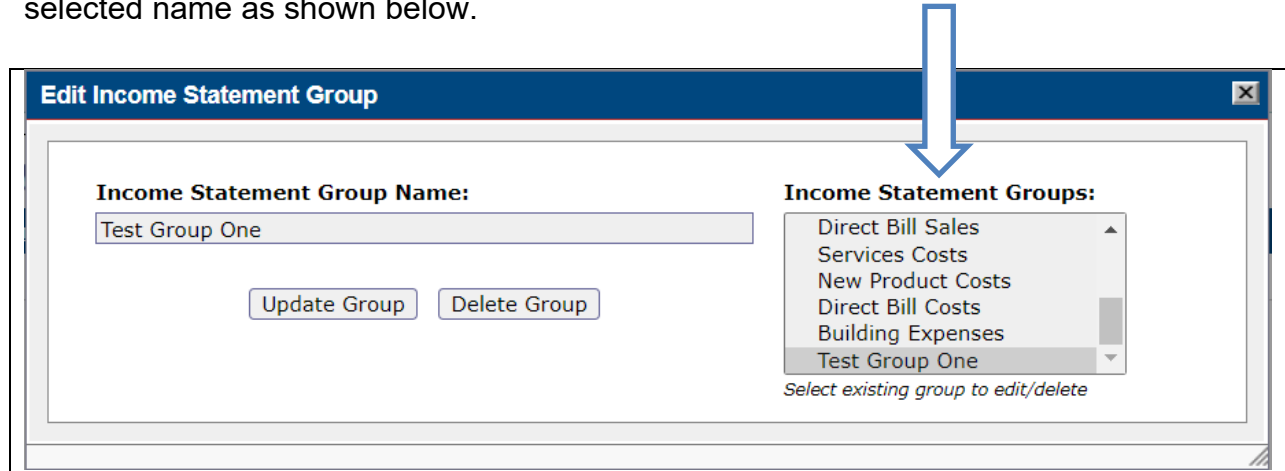 selected name as shown below.
Edit Income Statement Group
Income Statement Group Name:
Test Group One
Update Group
Delete Group
Income Statement Groups:
Direct Bill Sales
Services Costs
New Product Costs
Direct Bill Costs
Building Expenses
Test Group One
Select existing group to edit/delete